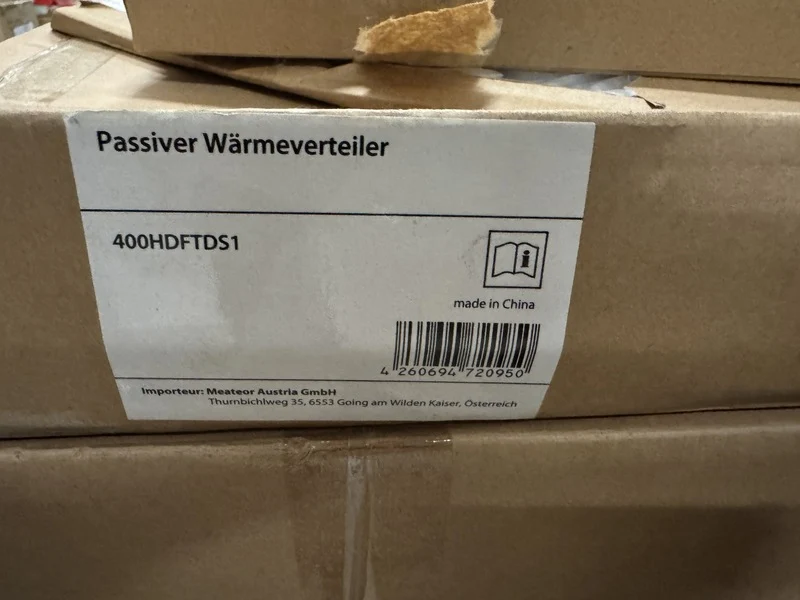 Passiver Wärmeverteiler
400HDFTDS1
made in China
4 260694 720950
Importeur: Meateor Austria GmbH
Thurnbichlweg 35, 6553 Going am Wilden Kaiser, Österreich